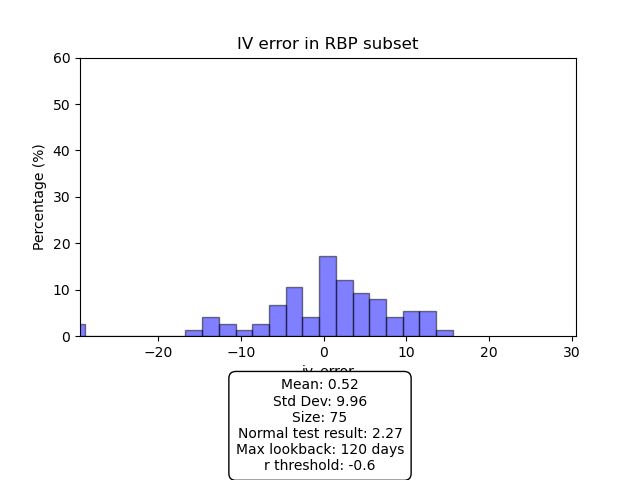 IV error in RBP subset
60
50
40
30
20
10
0
Percentage (%)
−20 −10 0 10 20 30
iv_error
Mean: 0.52
Std Dev: 9.96
Size: 75
Normal test result: 2.27
Max lookback: 120 days
r threshold: -0.6